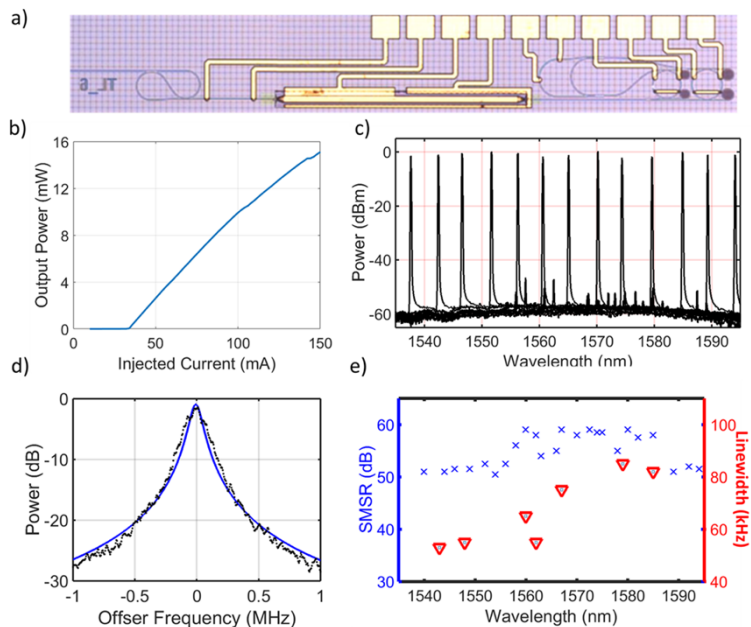 a)
TL_6
b)
16
12
8
4
0
Output Power (mW)
0
50
100
150
Injected Current (mA)
c)
0
-20
-40
-60
Power (dBm)
1540
1550
1560
1570
1580
1590
Wavelength (nm)
d)
0
-10
-20
-30
Power (dB)
-1
-0.5
0
0.5
1
Offser Frequency (MHz)
e)
60
50
40
30
SMSR (dB)
100
80
60
40
Linewidth (kHz)
1540
1550
1560
1570
1580
1590
Wavelength (nm)